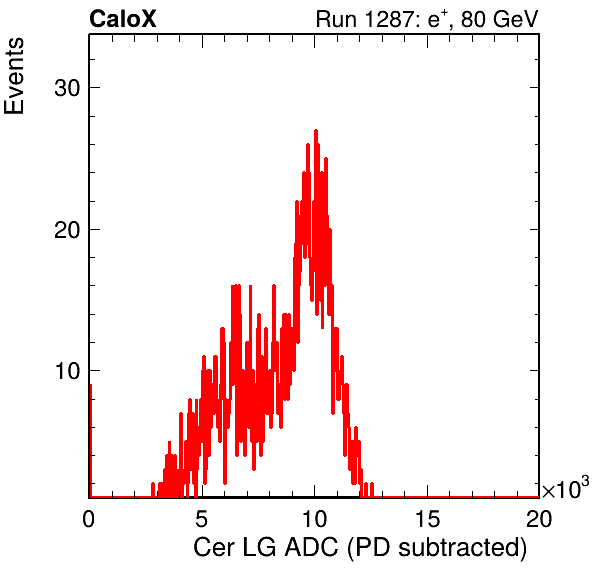 CaloX Run 1287: e⁺, 80 GeV
Events
30
20
10
0 5 10 15 20
×10³
Cer LG ADC (PD subtracted)